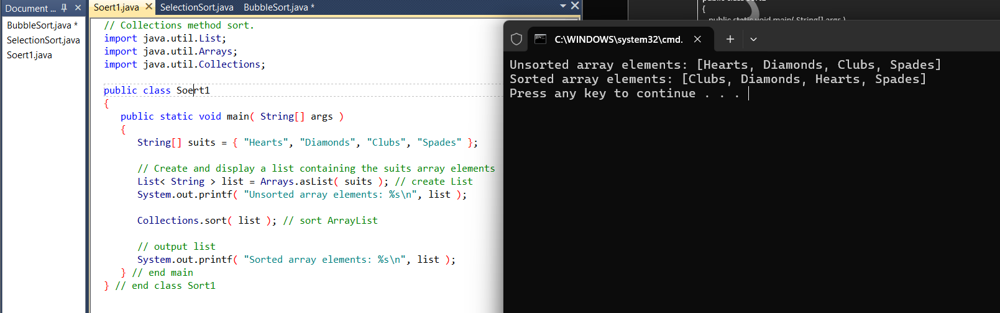 Document ...
BubbleSort.java *
SelectionSort.java
Soert1.java
Soert1.java SelectionSort.java BubbleSort.java *
// Collections method sort.
import java.util.List;
import java.util.Arrays;
import java.util.Collections;
public class Soert1
{
public static void main( String[] args )
{
String[] suits = { "Hearts", "Diamonds", "Clubs", "Spades" };
// Create and display a list containing the suits array elements
List< String > list = Arrays.asList( suits ); // create List
System.out.printf( "Unsorted array elements: %s\n", list );
Collections.sort( list ); // sort ArrayList
// output list
System.out.printf( "Sorted array elements: %s\n", list );
} // end main
} // end class Sort1
{
public static void main( String[] args )
C:\WINDOWS\system32\cmd.
Unsorted array elements: [Hearts, Diamonds, Clubs, Spades]
Sorted array elements: [Clubs, Diamonds, Hearts, Spades]
Press any key to continue . . .